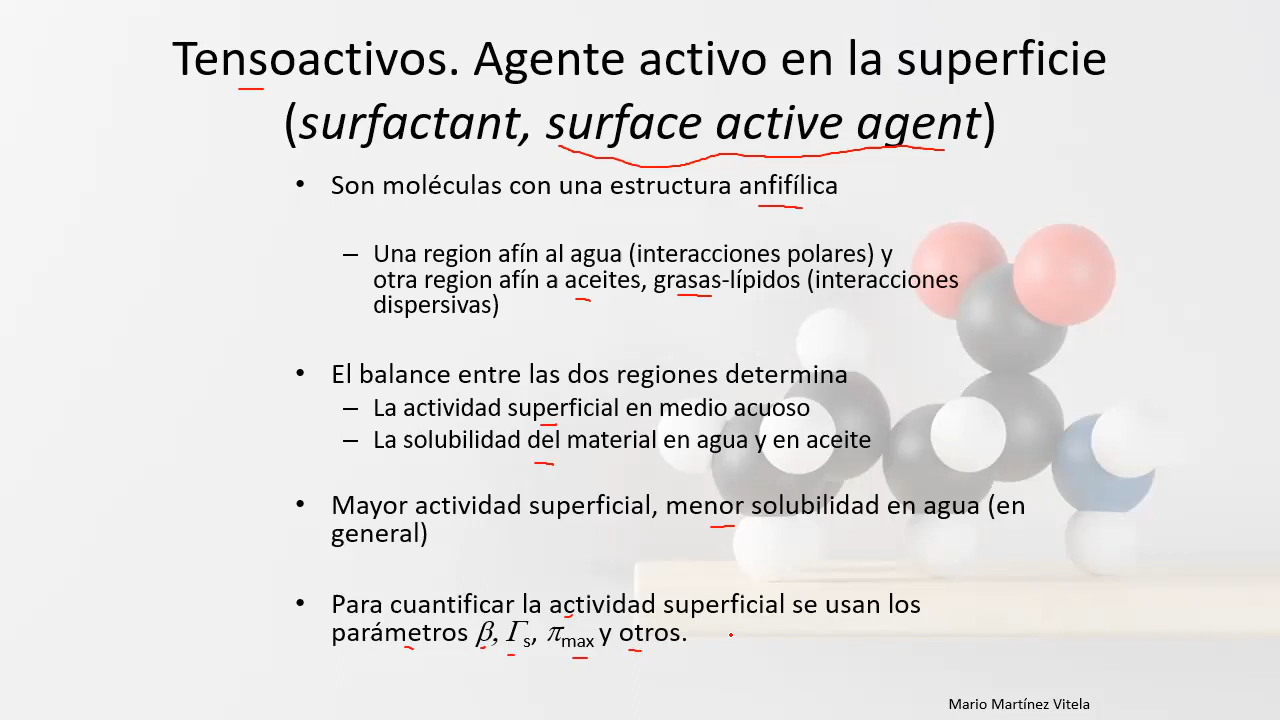 Tensoactivos. Agente activo en la superficie
(surfactant, surface active agent)
• Son moléculas con una estructura anfifílica
– Una region afín al agua (interacciones polares) y
otra region afín a aceites, grasas-lípidos (interacciones
dispersivas)
• El balance entre las dos regiones determina
– La actividad superficial en medio acuoso
– La solubilidad del material en agua y en aceite
• Mayor actividad superficial, menor solubilidad en agua (en
general)
• Para cuantificar la actividad superficial se usan los
parámetros β, Γs, πmax y otros.
Mario Martínez Vitela